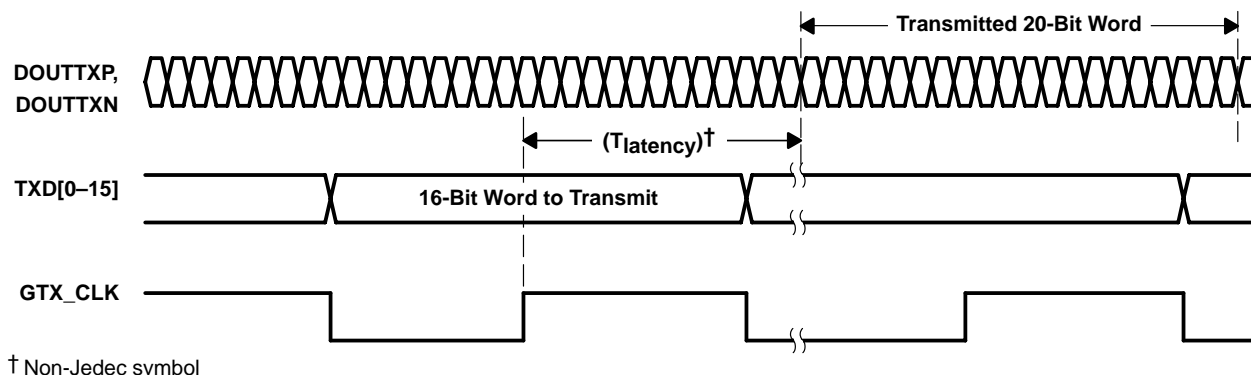 Transmitted 20-Bit Word
DOUTTXP,
DOUTTXN
(Tlatency)†
TXD[0–15]
16-Bit Word to Transmit
GTX_CLK
† Non-Jedec symbol